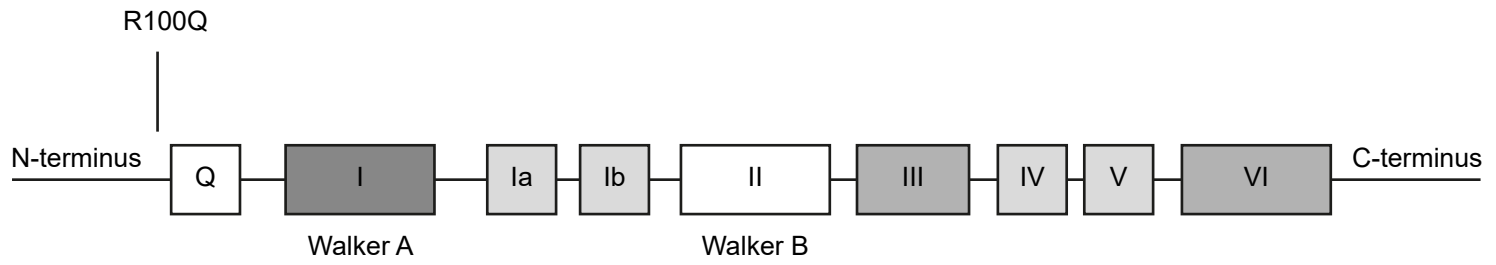 R100Q
N-terminus Q I Ia Ib II III IV V VI C-terminus
Walker A Walker B